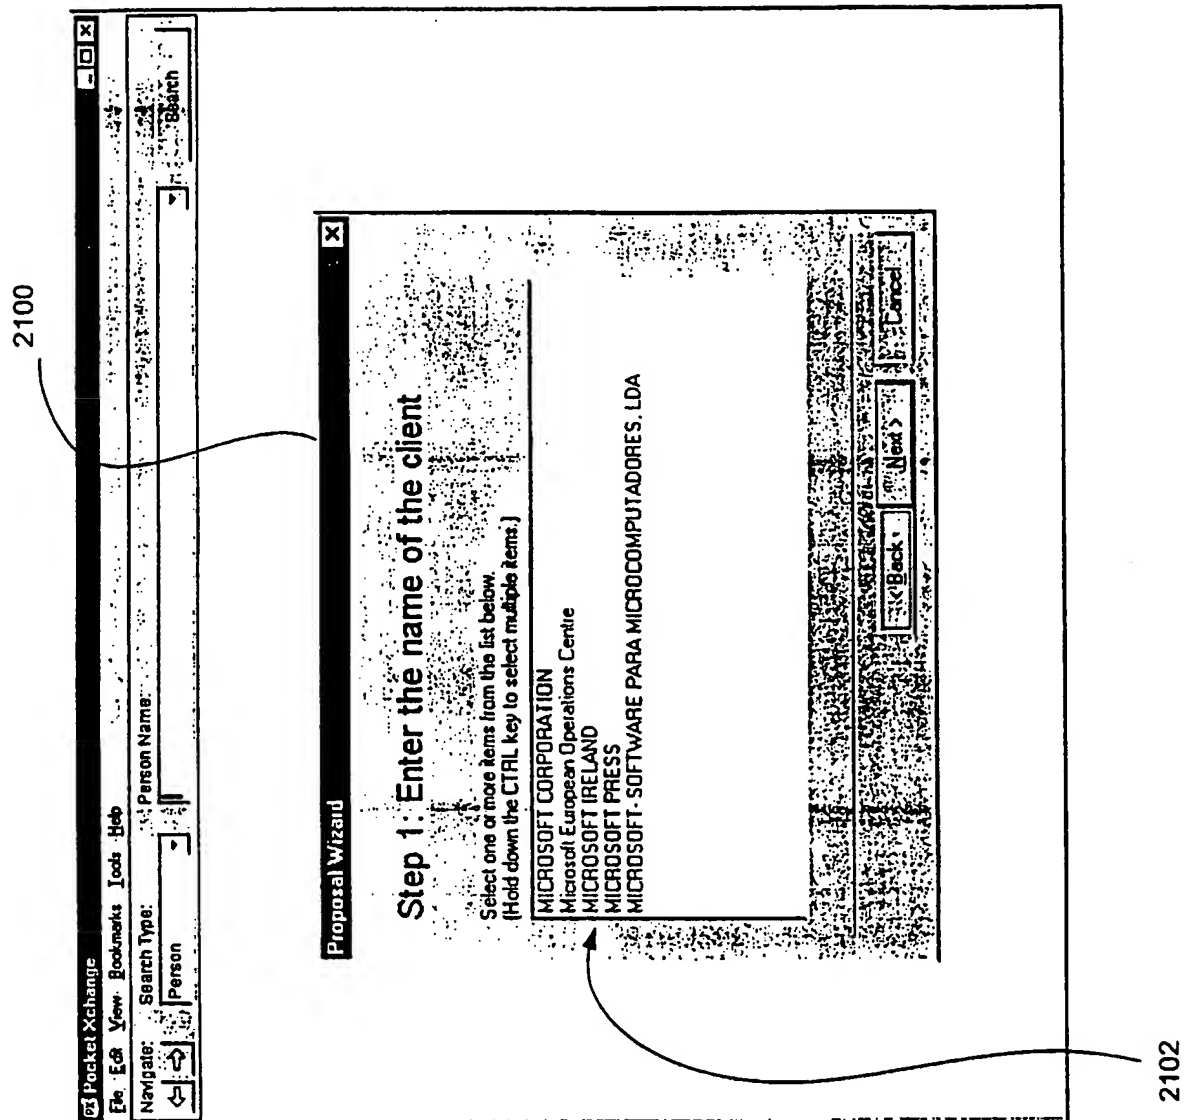 2100
Pocket Xchange
File Edit View Bookmarks Tools Help
Navigate: Search Type: Person Name:
Person Search
Proposal Wizard
Step 1: Enter the name of the client
Select one or more items from the list below.
(Hold down the CTRL key to select multiple items.)
MICROSOFT CORPORATION
Microsoft European Operations Centre
MICROSOFT IRELAND
MICROSOFT PRESS
MICROSOFT - SOFTWARE PARA MICROCOMPUTADORES, LDA
< Back Next > Cancel
2102